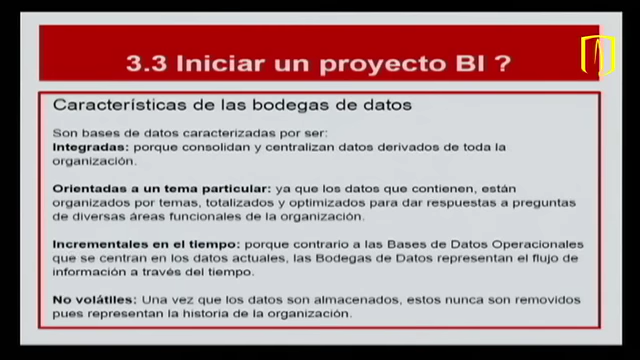 3.3 Iniciar un proyecto BI ?
Características de las bodegas de datos
Son bases de datos caracterizadas por ser:
Integradas: porque consolidan y centralizan datos derivados de toda la
organización.
Orientadas a un tema particular: ya que los datos que contienen, están
organizados por temas, totalizados y optimizados para dar respuestas a preguntas
de diversas áreas funcionales de la organización.
Incrementales en el tiempo: porque contrario a las Bases de Datos Operacionales
que se centran en los datos actuales, las Bodegas de Datos representan el flujo de
información a través del tiempo.
No volátiles: Una vez que los datos son almacenados, estos nunca son removidos
pues representan la historia de la organización.